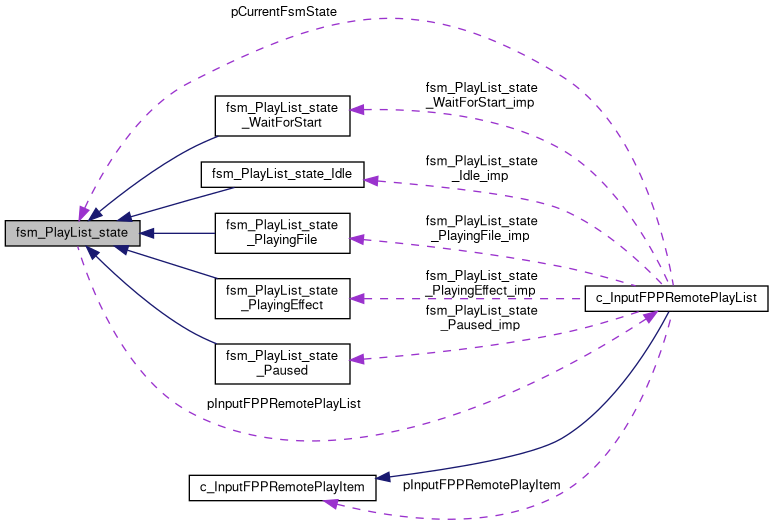 pCurrentFsmState
fsm_PlayList_state
_WaitForStart
fsm_PlayList_state
_WaitForStart_imp
fsm_PlayList_state_Idle
fsm_PlayList_state
_Idle_imp
fsm_PlayList_state
fsm_PlayList_state
_PlayingFile
fsm_PlayList_state
_PlayingFile_imp
fsm_PlayList_state
_PlayingEffect
fsm_PlayList_state
_PlayingEffect_imp
c_InputFPPRemotePlayList
fsm_PlayList_state
_Paused_imp
fsm_PlayList_state
_Paused
pInputFPPRemotePlayList
c_InputFPPRemotePlayItem
pInputFPPRemotePlayItem